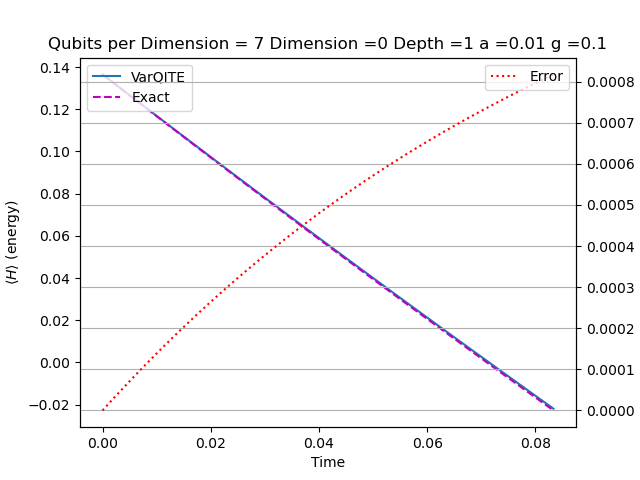 Qubits per Dimension = 7 Dimension =0 Depth =1 a =0.01 g =0.1
VarQITE
Exact
Error
⟨H⟩ (energy)
0.14
0.12
0.10
0.08
0.06
0.04
0.02
0.00
−0.02
0.0008
0.0007
0.0006
0.0005
0.0004
0.0003
0.0002
0.0001
0.0000
0.00 0.02 0.04 0.06 0.08
Time